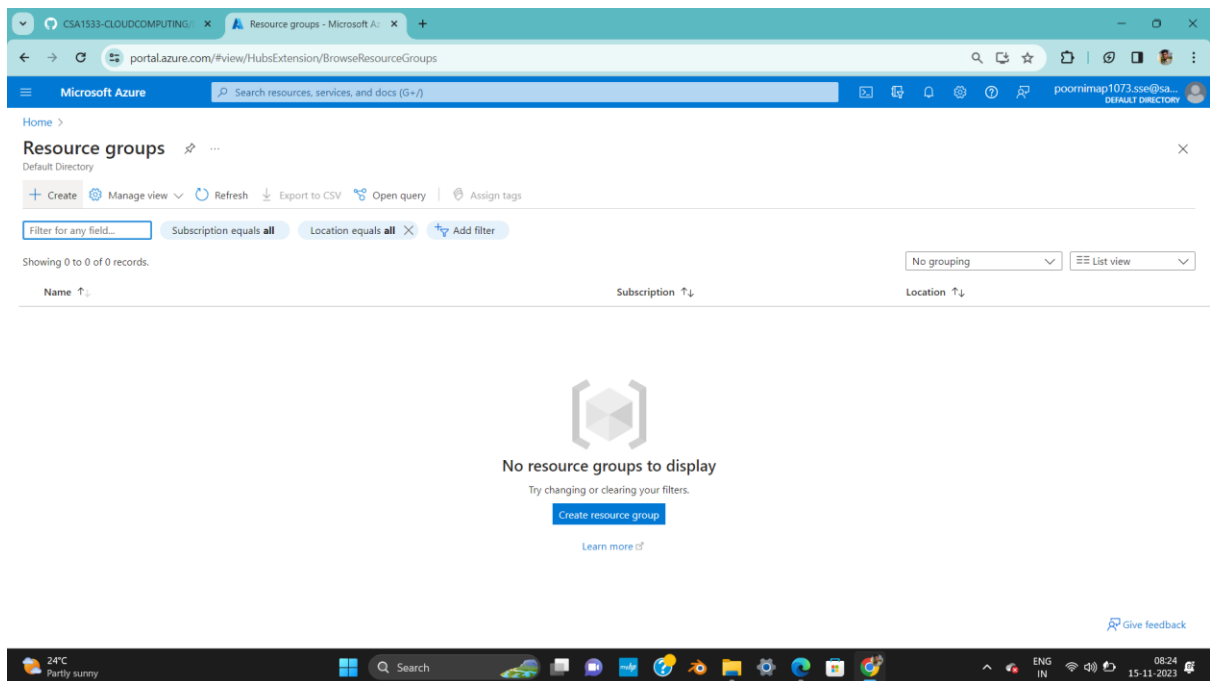 CSA1533-CLOUDCOMPUTING/
Resource groups - Microsoft Az
portal.azure.com/#view/HubsExtension/BrowseResourceGroups
Microsoft Azure
Search resources, services, and docs (G+/)
poornimap1073.sse@sa...
DEFAULT DIRECTORY
Home >
Resource groups ...
Default Directory
+ Create Manage view Refresh Export to CSV Open query Assign tags
Filter for any field... Subscription equals all Location equals all Add filter
Showing 0 to 0 of 0 records.
No grouping List view
Name Subscription Location
No resource groups to display
Try changing or clearing your filters.
Create resource group
Learn more
Give feedback
24°C
Partly sunny
Search
ENG
IN
08:24
15-11-2023